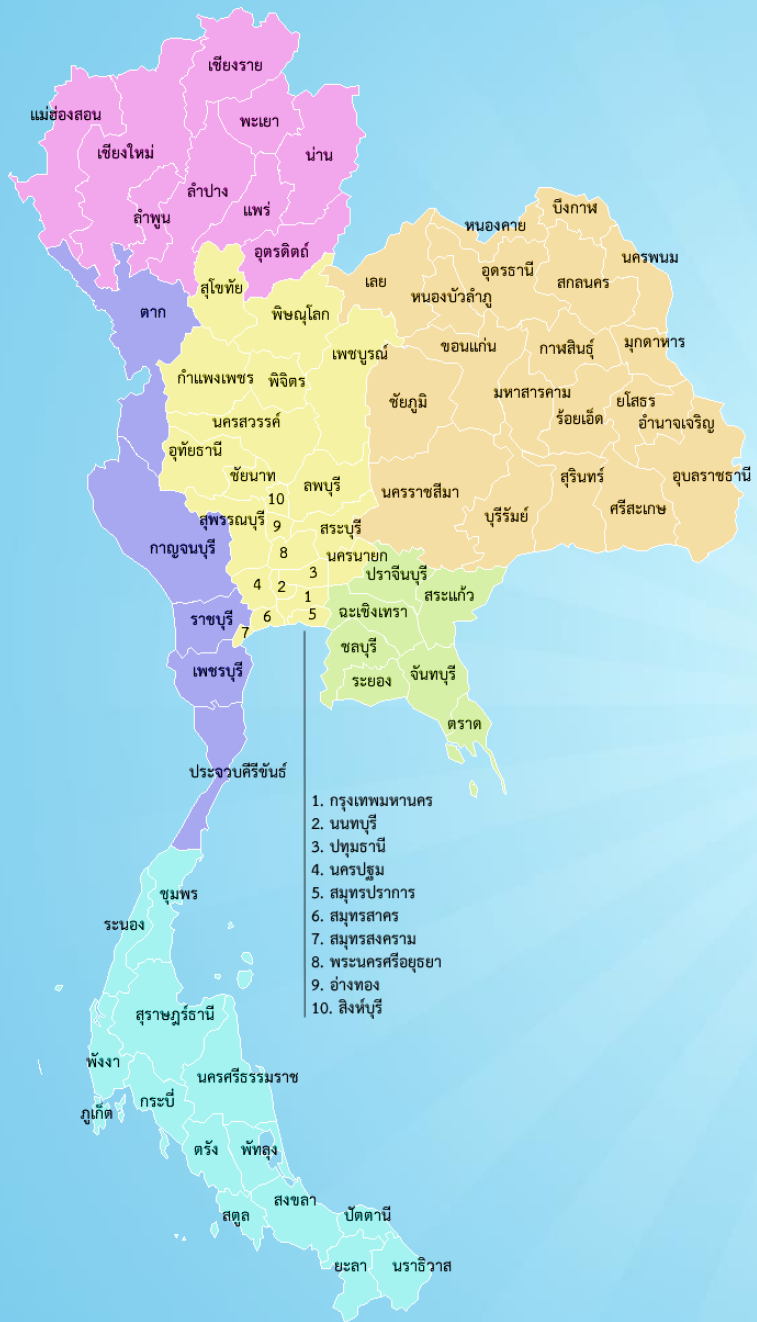 เชียงราย
แม่ฮ่องสอน
พะเยา
เชียงใหม่
น่าน
ลำปาง
แพร่
ลำพูน
อุตรดิตถ์
บึงกาฬ
หนองคาย
นครพนม
อุดรธานี
เลย
สกลนคร
หนองบัวลำภู
สุโขทัย
ตาก
พิษณุโลก
มุกดาหาร
ขอนแก่น
กาฬสินธุ์
เพชบูรณ์
กำแพงเพชร
พิจิตร
มหาสารคาม
ยโสธร
ชัยภูมิ
ร้อยเอ็ด
อำนาจเจริญ
นครสวรรค์
อุทัยธานี
ชัยนาท
ลพบุรี
สุรินทร์
อุบลราชธานี
นครราชสีมา
10
ศรีสะเกษ
บุรีรัมย์
สุพรรณบุรี
9
สระบุรี
กาญจนบุรี
8
นครนายก
3
ปราจีนบุรี
4
2
1
สระแก้ว
ฉะเชิงเทรา
5
6
ราชบุรี
7
ชลบุรี
เพชรบุรี
ระยอง
จันทบุรี
ตราด
ประจวบคีรีขันธ์
1. กรุงเทพมหานคร
2. นนทบุรี
3. ปทุมธานี
4. นครปฐม
5. สมุทรปราการ
6. สมุทรสาคร
7. สมุทรสงคราม
8. พระนครศรีอยุธยา
9. อ่างทอง
10. สิงห์บุรี
ชุมพร
ระนอง
สุราษฎร์ธานี
พังงา
นครศรีธรรมราช
กระบี่
ภูเก็ต
ตรัง
พัทลุง
สงขลา
สตูล
ปัตตานี
ยะลา
นราธิวาส